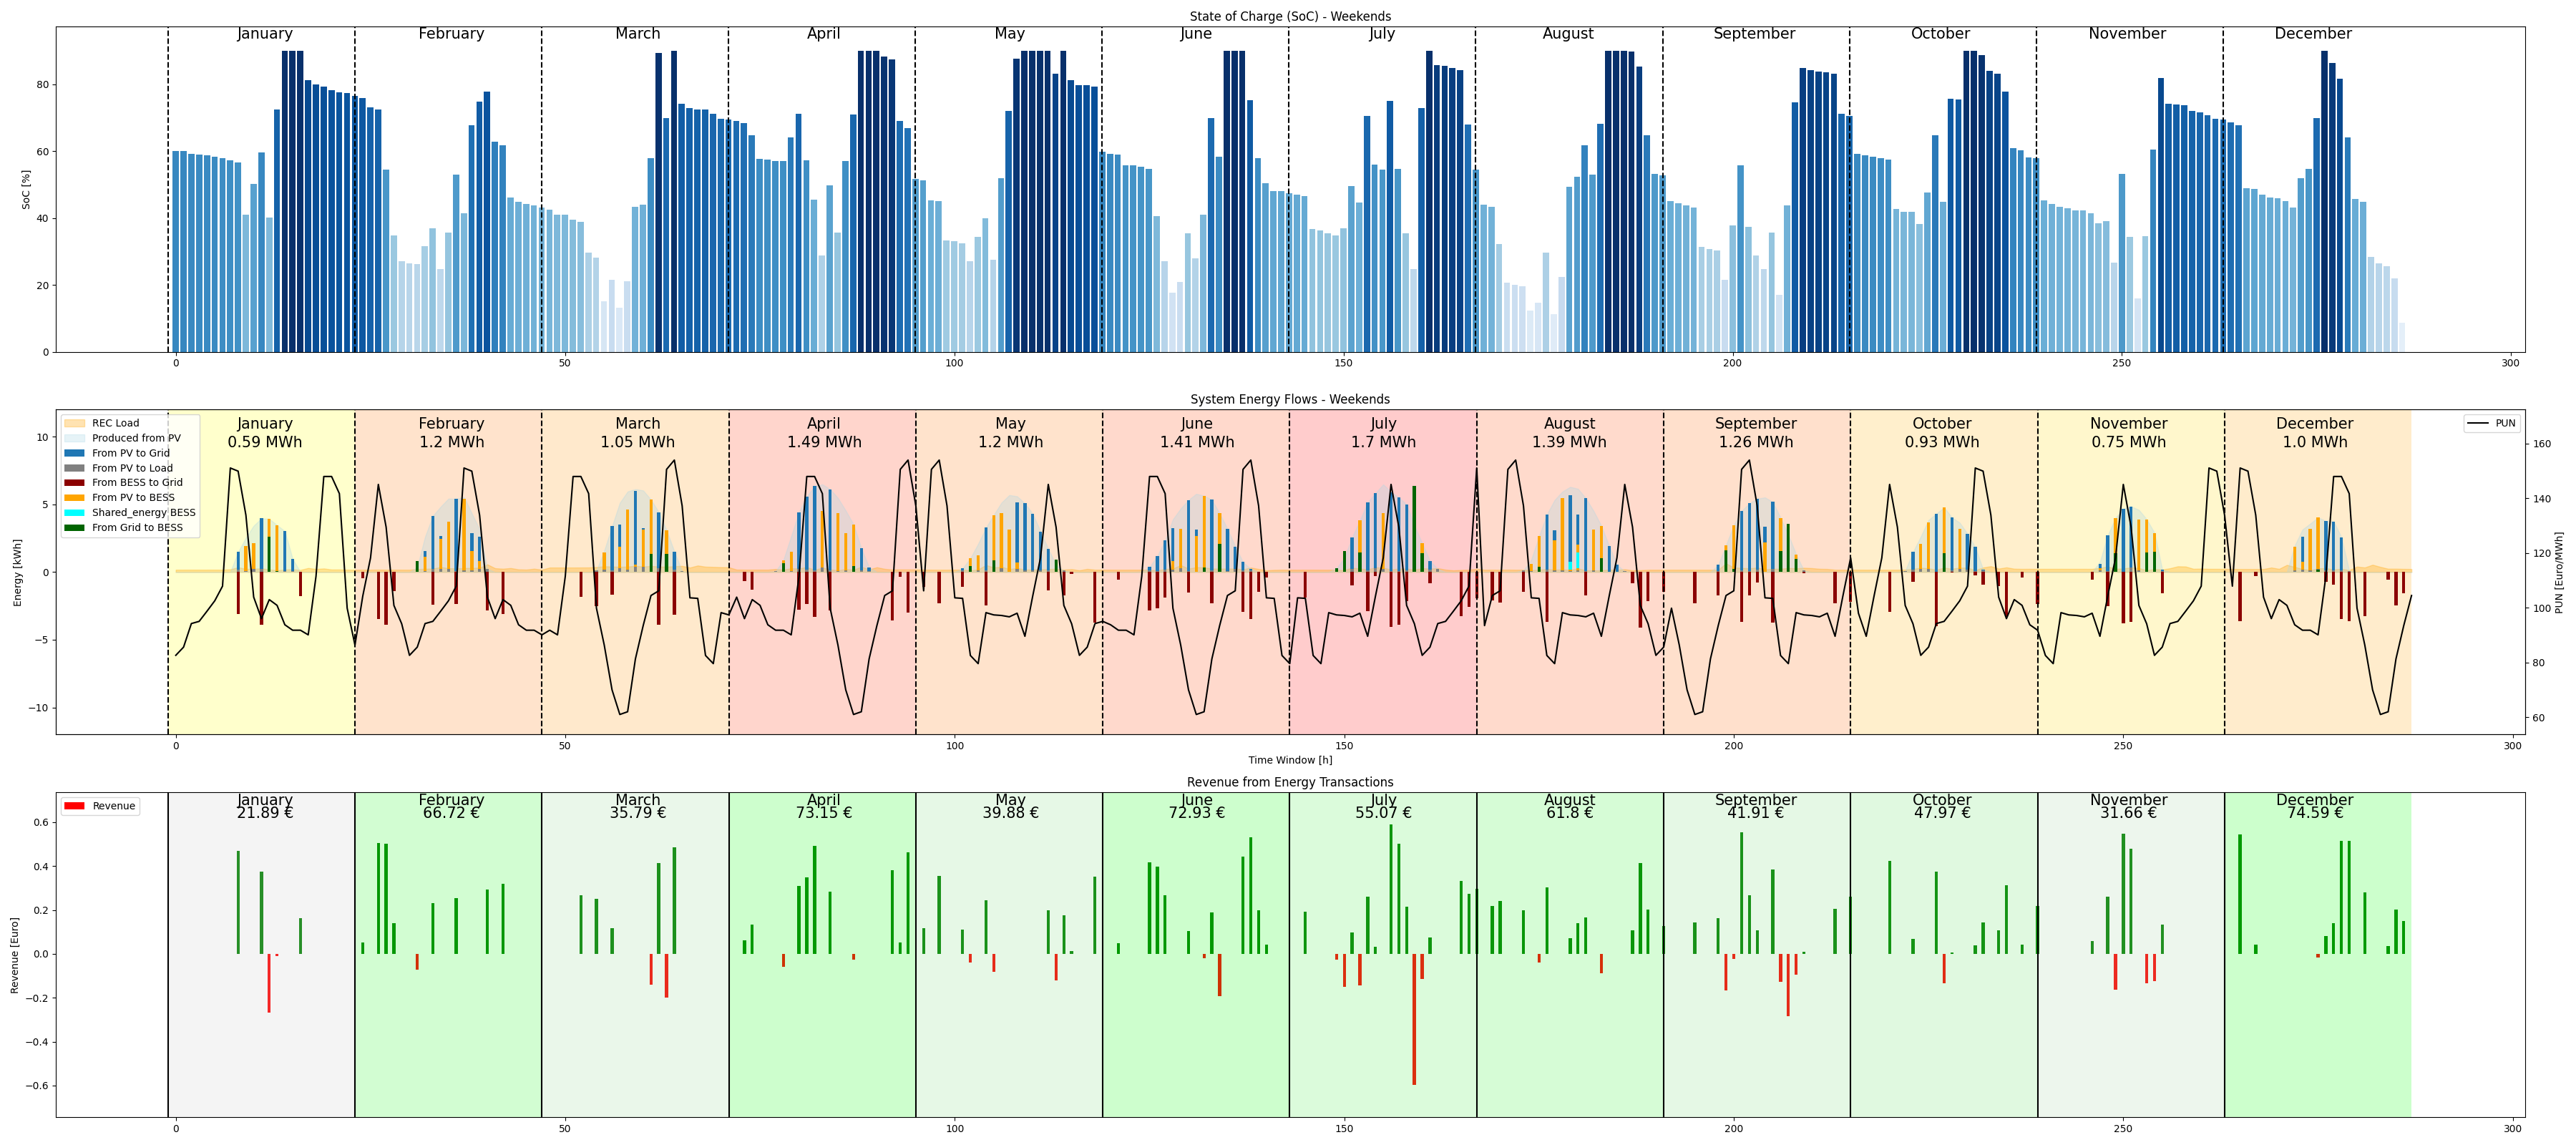 State of Charge (SoC) - Weekends
January February March April May June July August September October November December
SoC [%]
80
60
40
20
0
0 50 100 150 200 250 300
System Energy Flows - Weekends
REC Load
Produced from PV
From PV to Grid
From PV to Load
From BESS to Grid
From PV to BESS
Shared_energy BESS
From Grid to BESS
January February March April May June July August September October November December
0.59 MWh 1.2 MWh 1.05 MWh 1.49 MWh 1.2 MWh 1.41 MWh 1.7 MWh 1.39 MWh 1.26 MWh 0.93 MWh 0.75 MWh 1.0 MWh
PUN
Energy [kWh]
10
5
0
−5
−10
PUN [Euro/MWh]
160
140
120
100
80
60
0 50 100 150 200 250 300
Time Window [h]
Revenue from Energy Transactions
Revenue
January February March April May June July August September October November December
21.89 € 66.72 € 35.79 € 73.15 € 39.88 € 72.93 € 55.07 € 61.8 € 41.91 € 47.97 € 31.66 € 74.59 €
Revenue [Euro]
0.6
0.4
0.2
0.0
−0.2
−0.4
−0.6
0 50 100 150 200 250 300